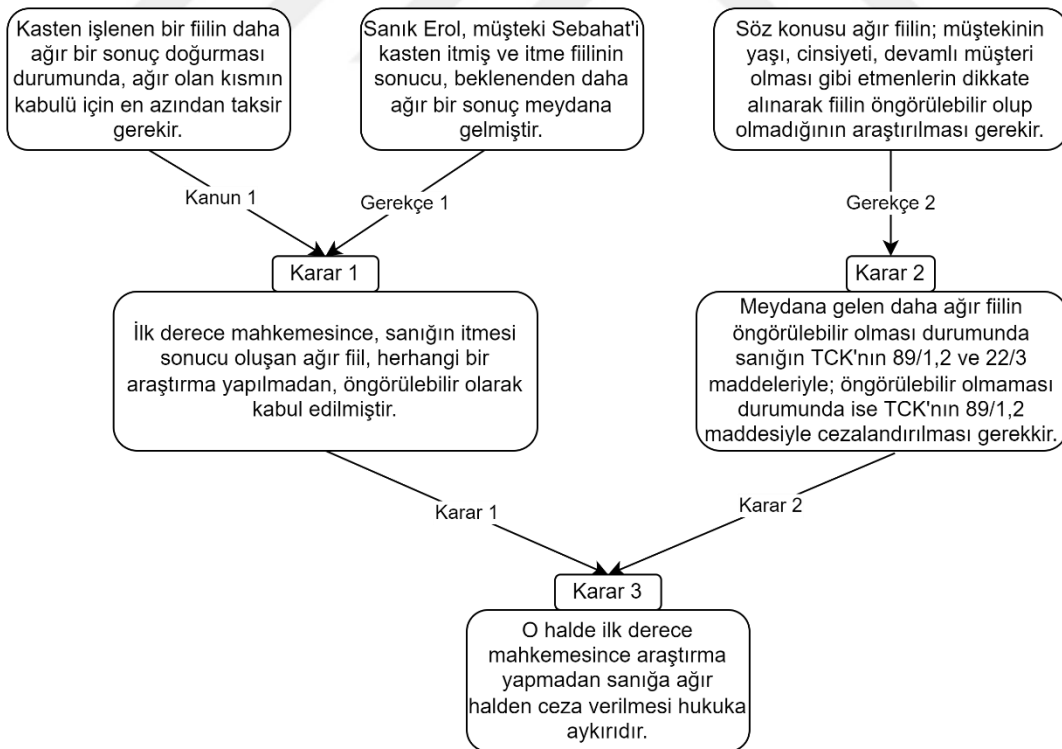 Kasten işlenen bir fiilin daha
ağır bir sonuç doğurması
durumunda, ağır olan kısmın
kabulü için en azından taksir
gerekir.
Sanık Erol, müşteki Sebahat'i
kasten itmiş ve itme fiilinin
sonucu, beklenenden daha
ağır bir sonuç meydana
gelmiştir.
Söz konusu ağır fiilin; müştekinin
yaşı, cinsiyeti, devamlı müşteri
olması gibi etmenlerin dikkate
alınarak fiilin öngörülebilir olup
olmadığının araştırılması gerekir.
Kanun 1
Gerekçe 1
Gerekçe 2
Karar 1
Karar 2
İlk derece mahkemesince, sanığın itmesi
sonucu oluşan ağır fiil, herhangi bir
araştırma yapılmadan, öngörülebilir olarak
kabul edilmiştir.
Meydana gelen daha ağır fiilin
öngörülebilir olması durumunda
sanığın TCK'nın 89/1,2 ve 22/3
maddeleriyle; öngörülebilir olmaması
durumunda ise TCK'nın 89/1,2
maddesiyle cezalandırılması gerekkir.
Karar 1
Karar 2
Karar 3
O halde ilk derece
mahkemesince araştırma
yapmadan sanığa ağır
halden ceza verilmesi hukuka
aykırıdır.